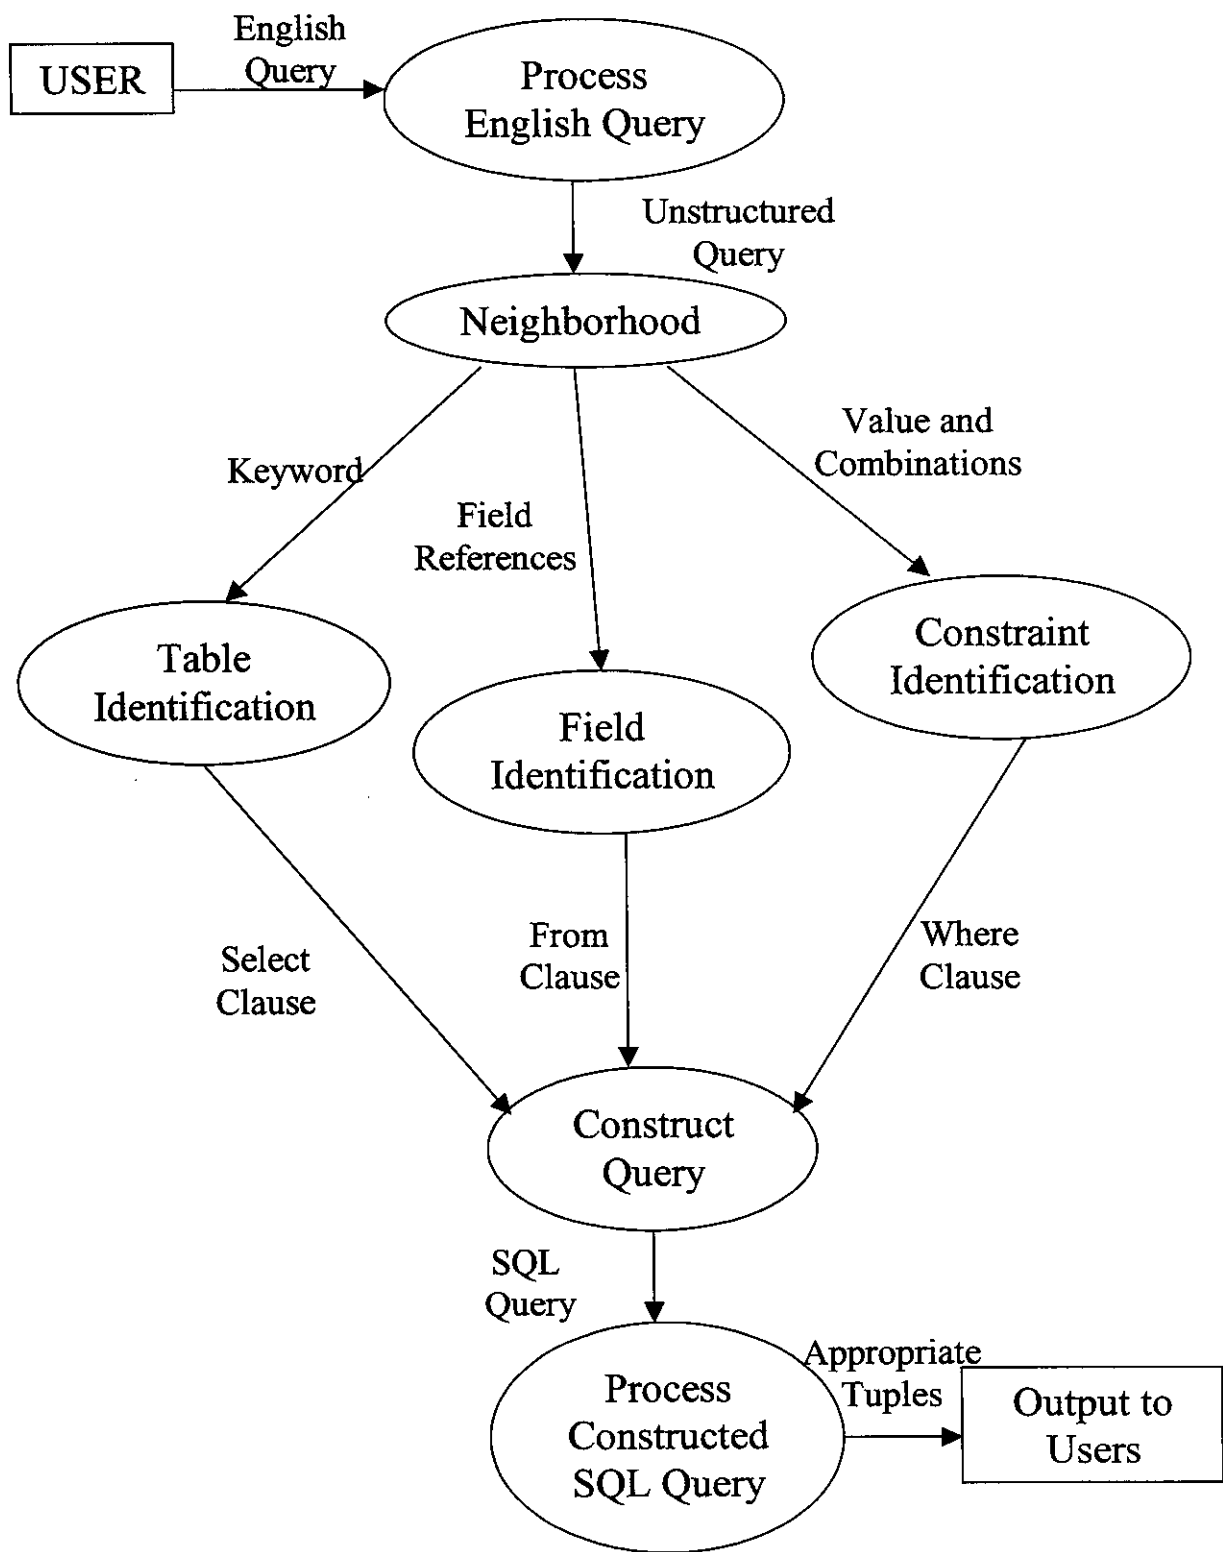 English
Query
USER
Process
English Query
Unstructured
Query
Neighborhood
Keyword
Field
References
Value and
Combinations
Table
Identification
Field
Identification
Constraint
Identification
Select
Clause
From
Clause
Where
Clause
Construct
Query
SQL
Query
Process
Constructed
SQL Query
Appropriate
Tuples
Output to
Users